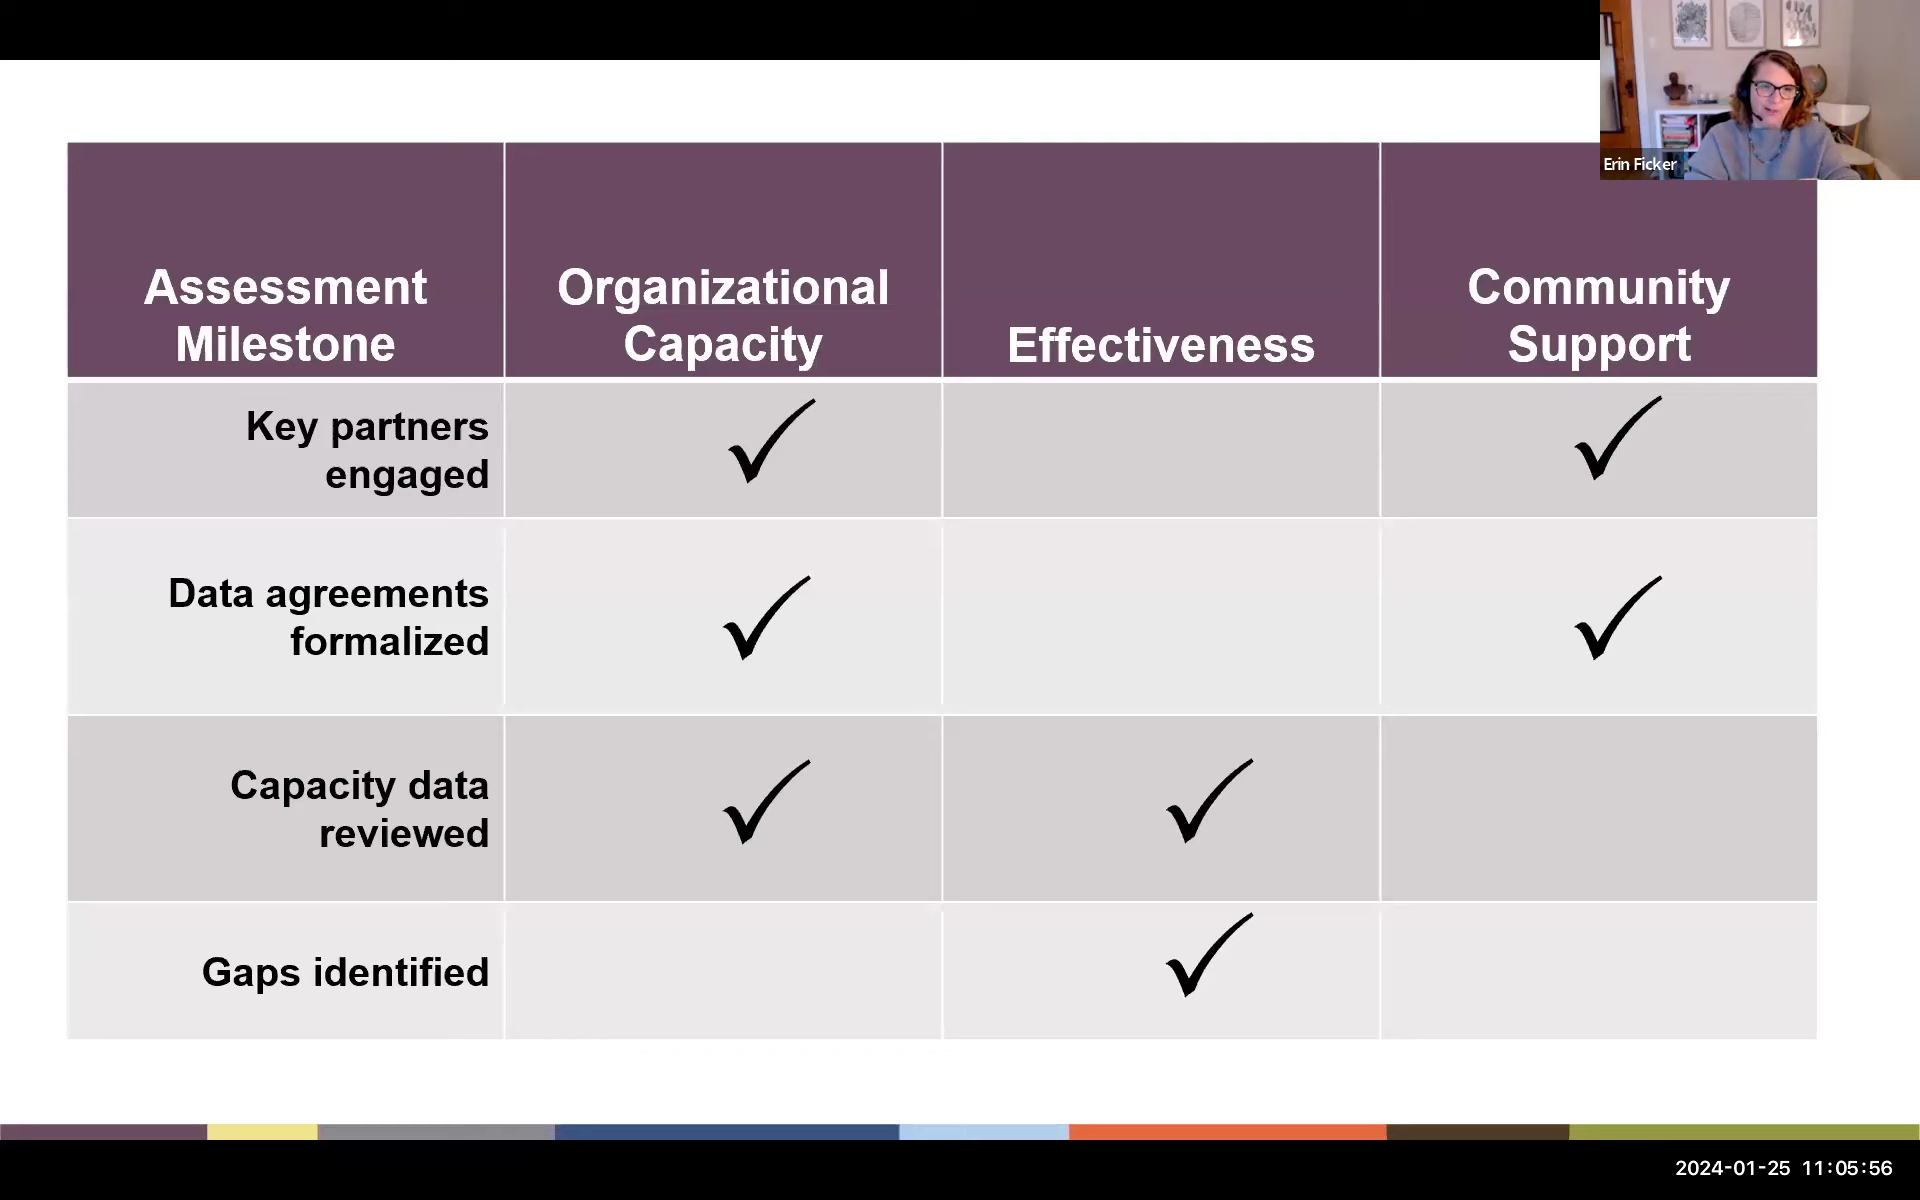 Erin Ficker
Assessment
Milestone
Organizational
Capacity
Effectiveness
Community
Support
Key partners
engaged
Data agreements
formalized
Capacity data
reviewed
Gaps identified
2024-01-25 11:05:56